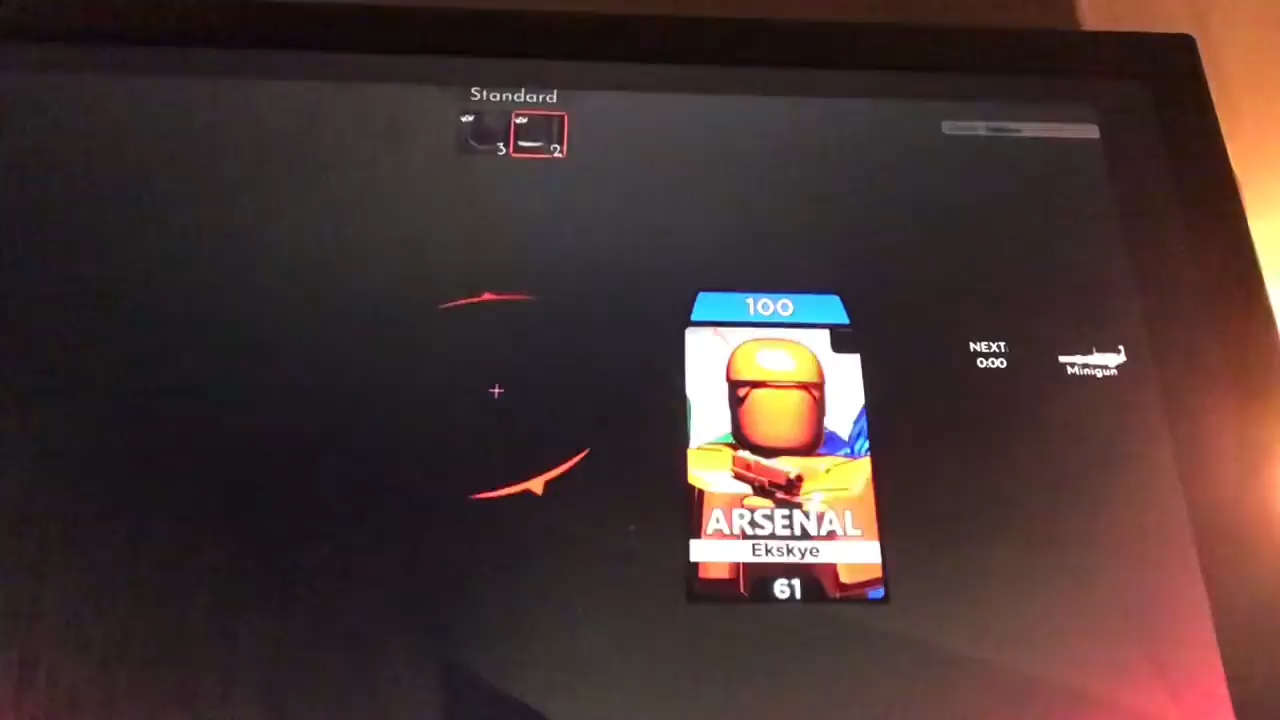 Standard
3
2
100
NEXT:
0:00
Minigun
ARSENAL
Ekskye
61